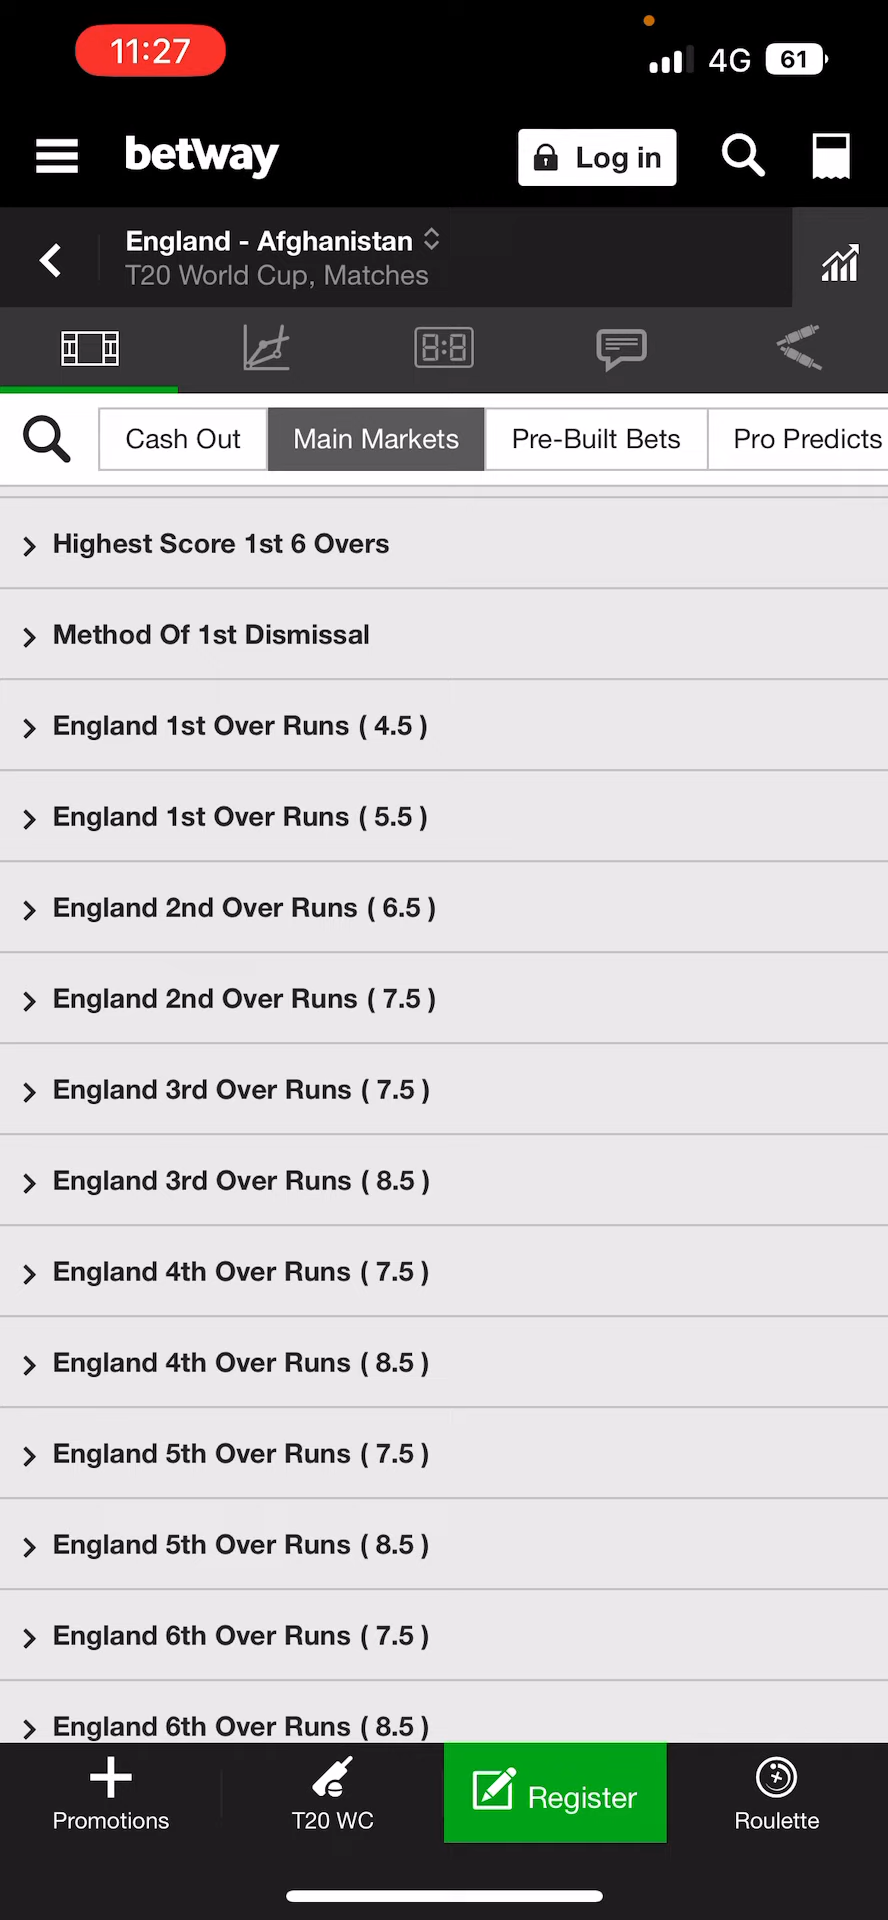 11:27
4G 61
betway
Log in
England - Afghanistan
T20 World Cup, Matches
Cash Out
Main Markets
Pre-Built Bets
Pro Predicts
Highest Score 1st 6 Overs
Method Of 1st Dismissal
England 1st Over Runs ( 4.5 )
England 1st Over Runs ( 5.5 )
England 2nd Over Runs ( 6.5 )
England 2nd Over Runs ( 7.5 )
England 3rd Over Runs ( 7.5 )
England 3rd Over Runs ( 8.5 )
England 4th Over Runs ( 7.5 )
England 4th Over Runs ( 8.5 )
England 5th Over Runs ( 7.5 )
England 5th Over Runs ( 8.5 )
England 6th Over Runs ( 7.5 )
England 6th Over Runs ( 8.5 )
Promotions
T20 WC
Register
Roulette